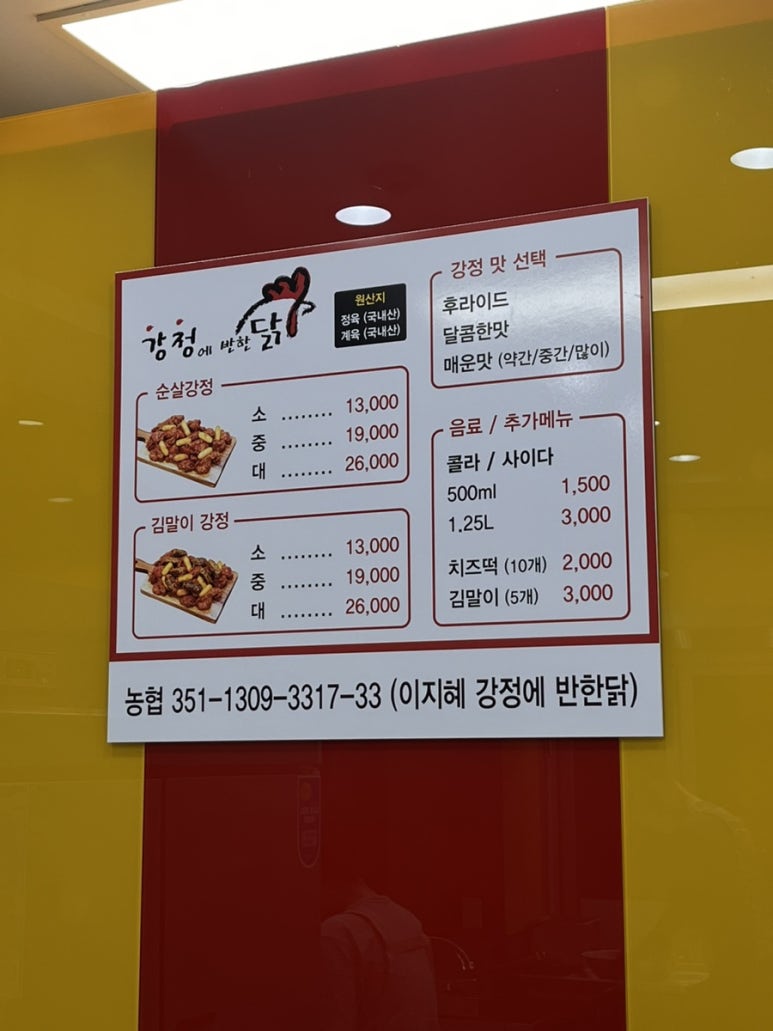 강정에 반한 닭
원산지
정육 (국내산)
계육 (국내산)
순살강정
소 ........ 13,000
중 ........ 19,000
대 ........ 26,000
김말이 강정
소 ........ 13,000
중 ........ 19,000
대 ........ 26,000
강정 맛 선택
후라이드
달콤한맛
매운맛 (약간/중간/많이)
음료 / 추가메뉴
콜라 / 사이다
500ml 1,500
1.25L 3,000
치즈떡 (10개) 2,000
김말이 (5개) 3,000
농협 351-1309-3317-33 (이지혜 강정에 반한닭)